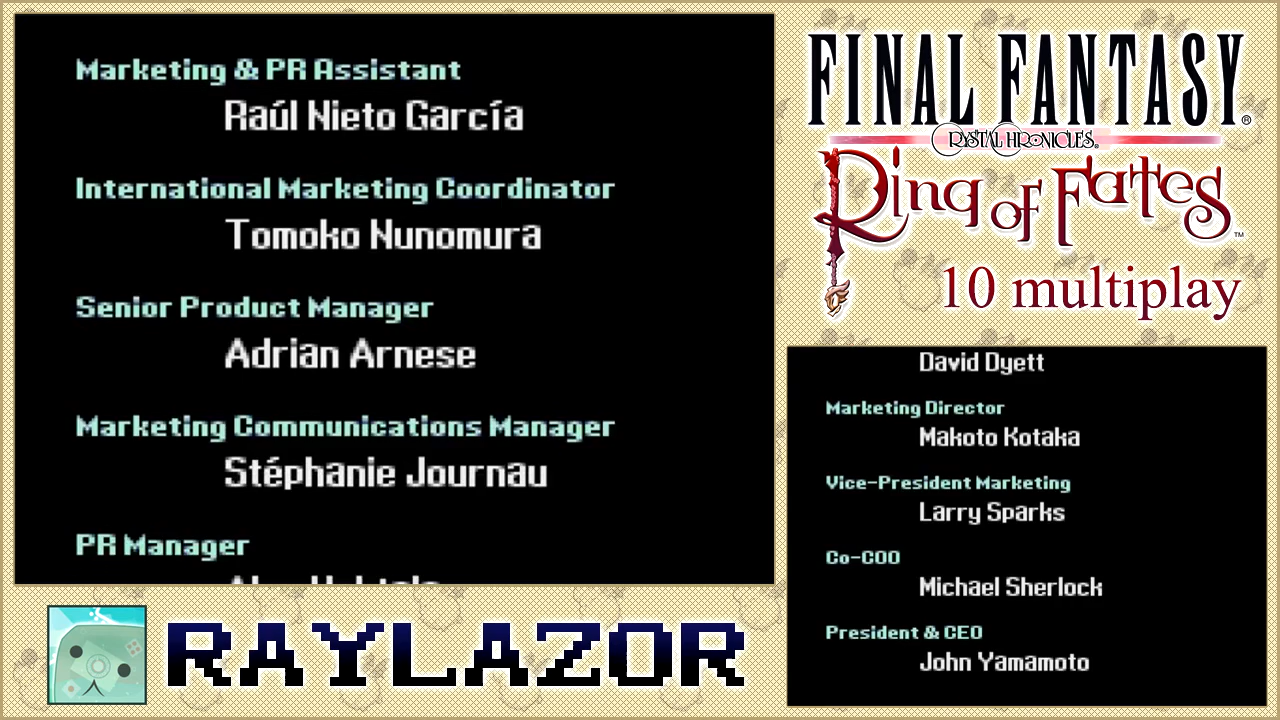 Marketing & PR Assistant
Raúl Nieto García
International Marketing Coordinator
Tomoko Nunomura
Senior Product Manager
Adrian Arnese
Marketing Communications Manager
Stéphanie Journau
PR Manager
FINAL FANTASY®
CRYSTAL CHRONICLES®
Ring of Fates™
10 multiplay
David Dyett
Marketing Director
Makoto Kotaka
Vice-President Marketing
Larry Sparks
Co-COO
Michael Sherlock
President & CEO
John Yamamoto
RAYLAZOR